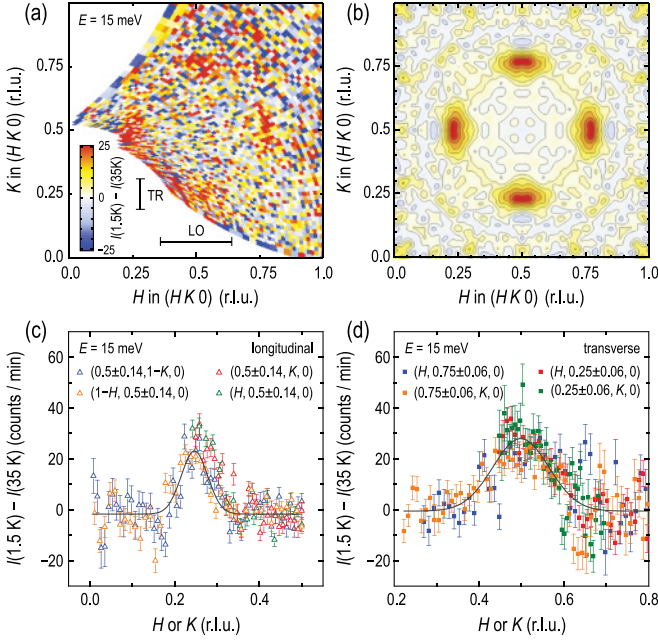 (a)
E = 15 meV
K in (H K 0) (r.l.u.)
0.75
0.5
0.25
0.0
25
0
−25
I(1.5K) − I(35K)
TR
LO
0.0 0.25 0.5 0.75 1.0
H in (H K 0) (r.l.u.)
(b)
K in (H K 0) (r.l.u.)
0.75
0.5
0.25
0.0
0.0 0.25 0.5 0.75 1.0
H in (H K 0) (r.l.u.)
(c)
E = 15 meV longitudinal
(0.5±0.14,1−K, 0) (0.5±0.14, K, 0)
(1−H, 0.5±0.14, 0) (H, 0.5±0.14, 0)
I(1.5 K) − I(35 K) (counts / min)
60
40
20
0
−20
0.0 0.2 0.4
H or K (r.l.u.)
(d)
E = 15 meV transverse
(H, 0.75±0.06, 0) (H, 0.25±0.06, 0)
(0.75±0.06, K, 0) (0.25±0.06, K, 0)
I(1.5 K) − I(35 K) (counts / min)
60
40
20
0
−20
0.2 0.4 0.6 0.8
H or K (r.l.u.)